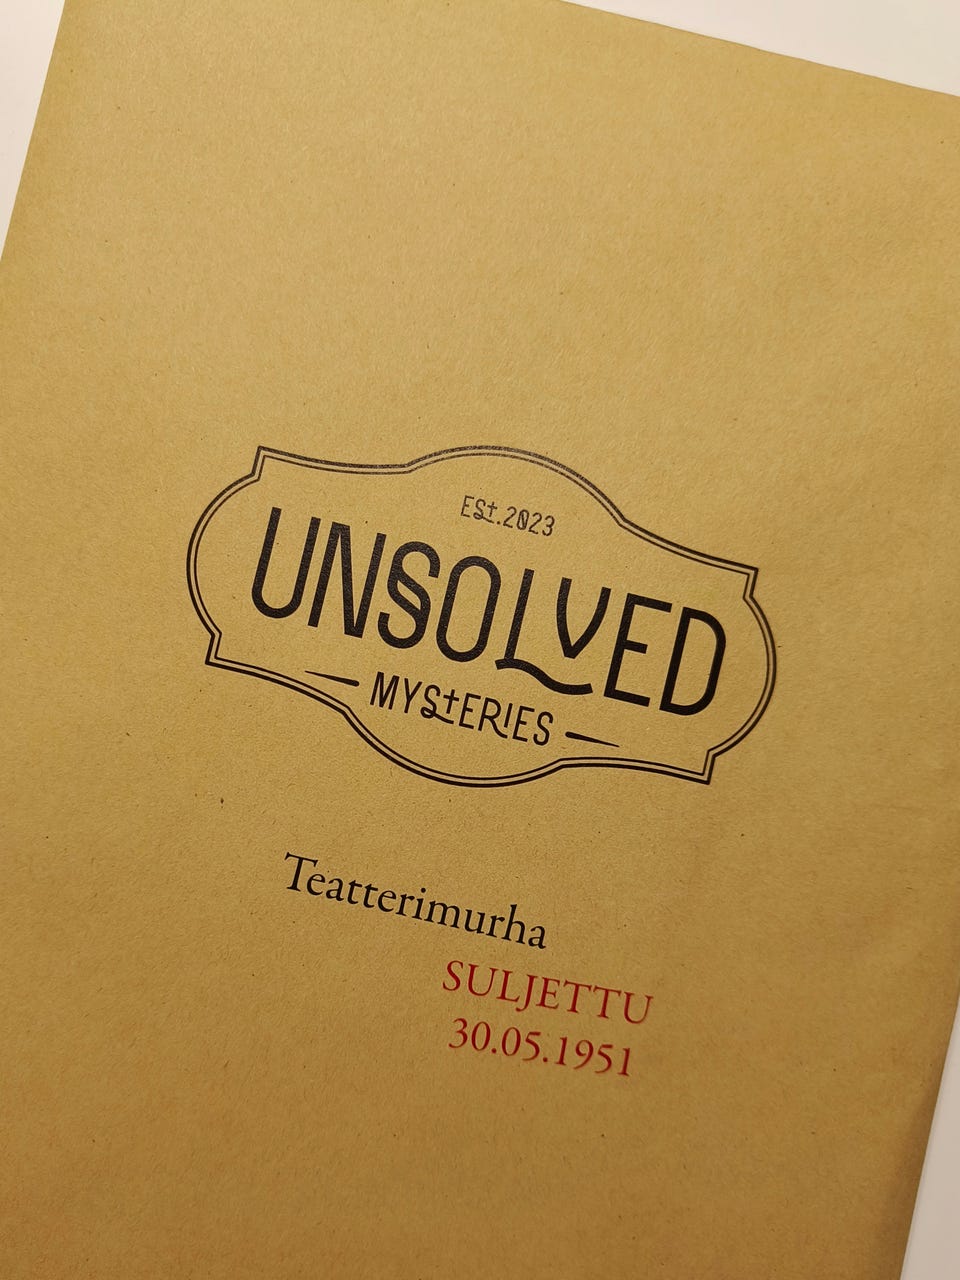 EST.2023
UNSOLVED
MYSTERIES
Teatterimurha
SULJETTU
30.05.1951